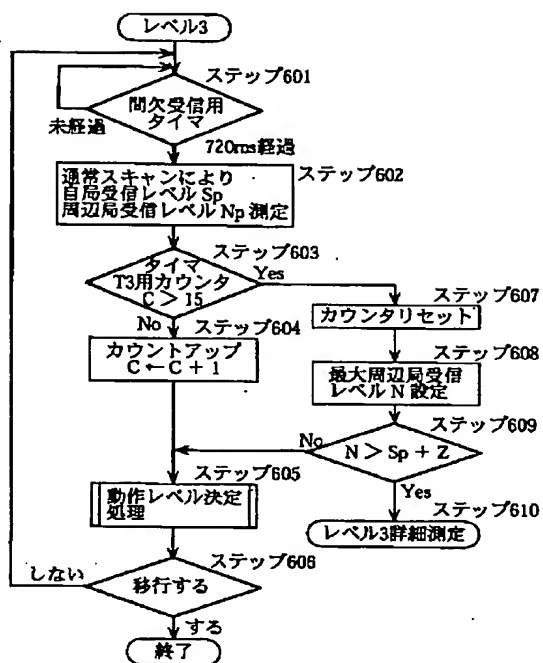 レベル3
ステップ601
間欠受信用
タイマ
未経過
720ms経過
ステップ602
通常スキャンにより
自局受信レベル Sp
周辺局受信レベル Np 測定
ステップ603
タイマ
T3用カウンタ
C > 15
Yes
No
ステップ604
カウントアップ
C ← C + 1
ステップ607
カウンタリセット
ステップ608
最大周辺局受信
レベル N 設定
ステップ609
N > Sp + Z
No
Yes
ステップ605
動作レベル決定
処理
ステップ610
レベル3詳細測定
ステップ606
移行する
しない
する
終了